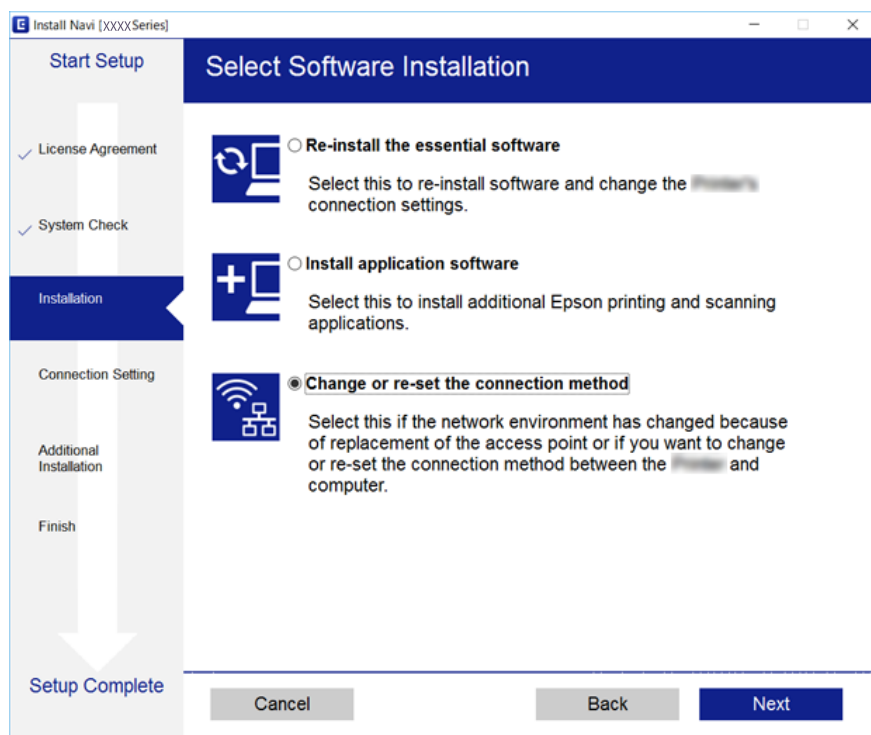 Install Navi [XXXX Series]
Start Setup
License Agreement
System Check
Installation
Connection Setting
Additional
Installation
Finish
Setup Complete
Select Software Installation
Re-install the essential software
Select this to re-install software and change the
connection settings.
Install application software
Select this to install additional Epson printing and scanning
applications.
Change or re-set the connection method
Select this if the network environment has changed because
of replacement of the access point or if you want to change
or re-set the connection method between the and
computer.
Cancel
Back
Next